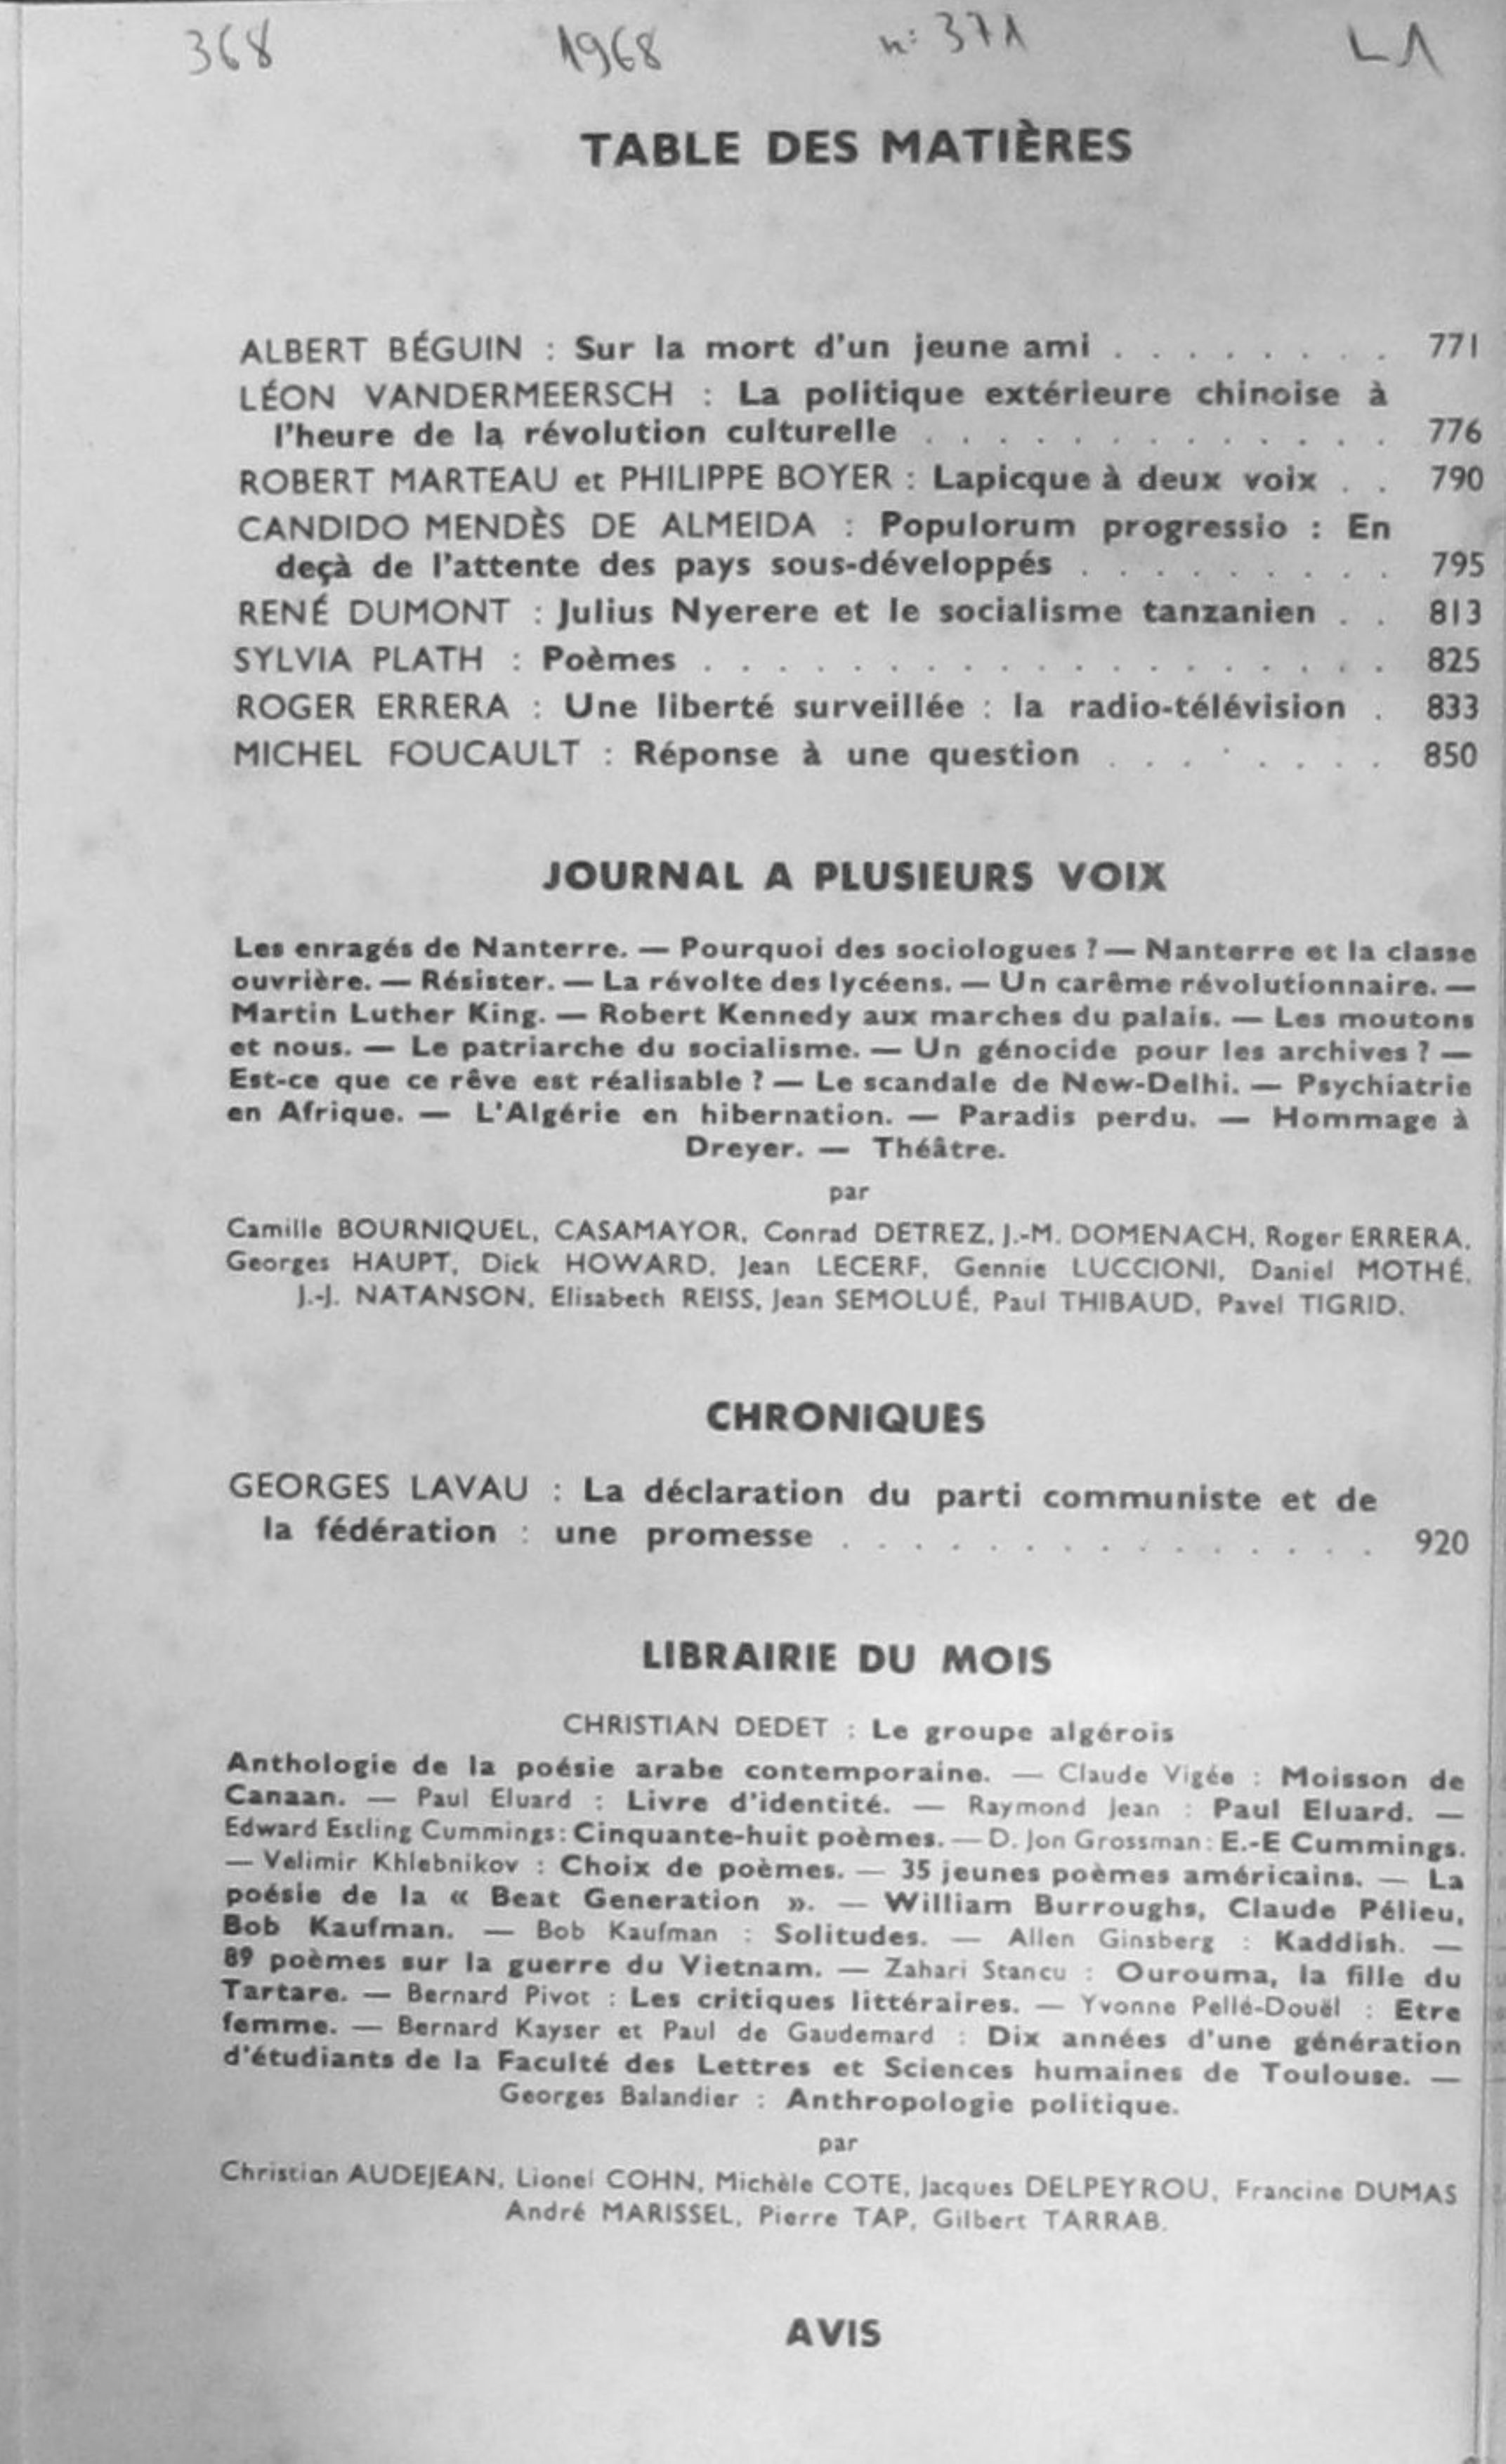 368 1968 n: 371 L1
TABLE DES MATIÈRES
ALBERT BÉGUIN : Sur la mort d'un jeune ami . . . . . . . . 771
LÉON VANDERMEERSCH : La politique extérieure chinoise à
l'heure de la révolution culturelle . . . . . . . . . . . . . 776
ROBERT MARTEAU et PHILIPPE BOYER : Lapicque à deux voix . . 790
CANDIDO MENDÈS DE ALMEIDA : Populorum progressio : En
deçà de l'attente des pays sous-développés . . . . . . . . . 795
RENÉ DUMONT : Julius Nyerere et le socialisme tanzanien . . 813
SYLVIA PLATH : Poèmes . . . . . . . . . . . . . . . . . . . 825
ROGER ERRERA : Une liberté surveillée : la radio-télévision . 833
MICHEL FOUCAULT : Réponse à une question . . . . . . . . 850
JOURNAL A PLUSIEURS VOIX
Les enragés de Nanterre. — Pourquoi des sociologues ? — Nanterre et la classe
ouvrière. — Résister. — La révolte des lycéens. — Un carême révolutionnaire. —
Martin Luther King. — Robert Kennedy aux marches du palais. — Les moutons
et nous. — Le patriarche du socialisme. — Un génocide pour les archives ? —
Est-ce que ce rêve est réalisable ? — Le scandale de New-Delhi. — Psychiatrie
en Afrique. — L'Algérie en hibernation. — Paradis perdu. — Hommage à
Dreyer. — Théâtre.
par
Camille BOURNIQUEL, CASAMAYOR, Conrad DETREZ, J.-M. DOMENACH, Roger ERRERA,
Georges HAUPT, Dick HOWARD, Jean LECERF, Gennie LUCCIONI, Daniel MOTHÉ,
J.-J. NATANSON, Elisabeth REISS, Jean SEMOLUÉ, Paul THIBAUD, Pavel TIGRID.
CHRONIQUES
GEORGES LAVAU : La déclaration du parti communiste et de
la fédération : une promesse . . . . . . . . . . . . . . . 920
LIBRAIRIE DU MOIS
CHRISTIAN DEDET : Le groupe algérois
Anthologie de la poésie arabe contemporaine. — Claude Vigée : Moisson de
Canaan. — Paul Eluard : Livre d'identité. — Raymond Jean : Paul Eluard. —
Edward Estling Cummings : Cinquante-huit poèmes. — D. Jon Grossman : E.-E Cummings.
— Velimir Khlebnikov : Choix de poèmes. — 35 jeunes poèmes américains. — La
poésie de la « Beat Generation ». — William Burroughs, Claude Pélieu,
Bob Kaufman. — Bob Kaufman : Solitudes. — Allen Ginsberg : Kaddish. —
89 poèmes sur la guerre du Vietnam. — Zahari Stancu : Ourouma, la fille du
Tartare. — Bernard Pivot : Les critiques littéraires. — Yvonne Pellé-Douël : Etre
femme. — Bernard Kayser et Paul de Gaudemard : Dix années d'une génération
d'étudiants de la Faculté des Lettres et Sciences humaines de Toulouse. —
Georges Balandier : Anthropologie politique.
par
Christian AUDEJEAN, Lionel COHN, Michèle COTE, Jacques DELPEYROU, Francine DUMAS
André MARISSEL, Pierre TAP, Gilbert TARRAB.
AVIS